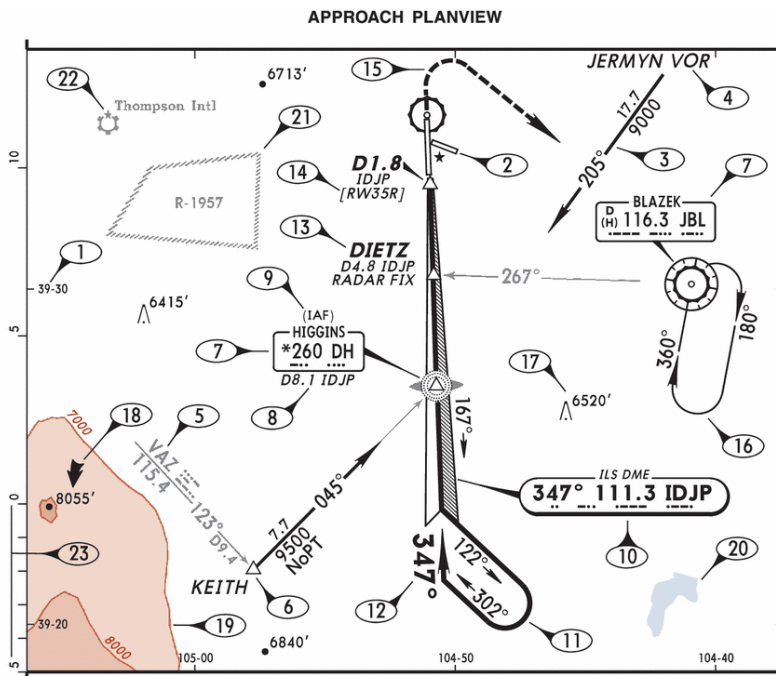 APPROACH PLANVIEW
6713'
15
JERMYN VOR
22
Thompson Intl
21
17.7
9000
4
2
3
205°
10
D1.8
IDJP
[RW35R]
14
7
R-1957
BLAZEK
D
(H) 116.3 JBL
13
DIETZ
D4.8 IDJP
RADAR FIX
1
9
267°
39-30
6415'
(IAF)
HIGGINS
*260 DH
D8.1 IDJP
7
8
5
360°
180°
17
6520'
16
7000
18
5
VAZ
115.4
123°
D9.4
167°
ILS DME
347° 111.3 IDJP
10
8055'
0
23
7.7
9500
NoPT
045°
KEITH
6
347°
12
122°
302°
11
20
19
39-20
8000
6840'
5
105-00
104-50
104-40